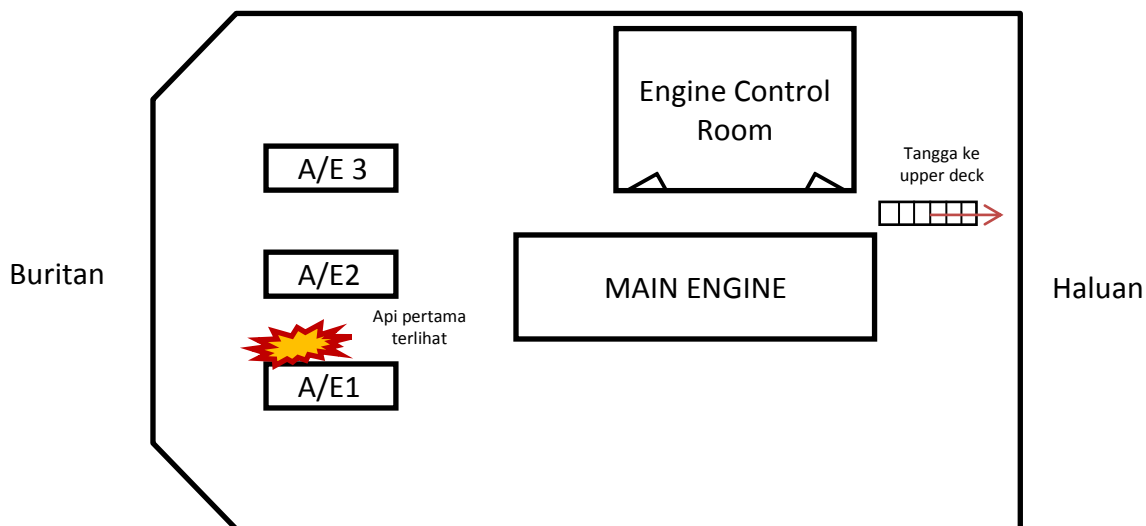 Engine Control
Room
Tangga ke
upper deck
A/E 3
Buritan
A/E2
MAIN ENGINE
Haluan
Api pertama
terlihat
A/E1